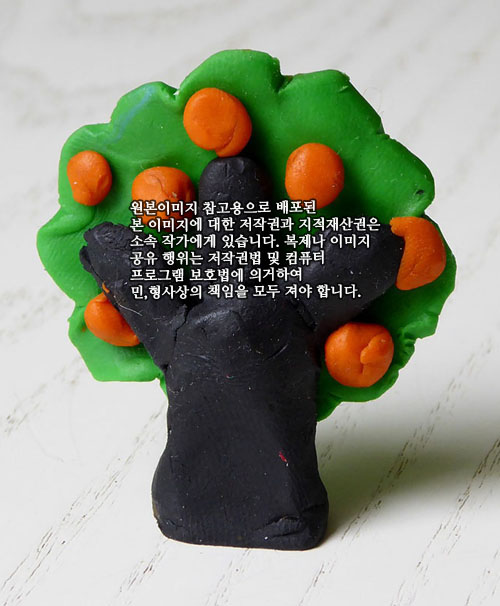 원본이미지 참고용으로 배포된
본 이미지에 대한 저작권과 지적재산권은
소속 작가에게 있습니다. 복제나 이미지
공유 행위는 저작권법 및 컴퓨터
프로그램 보호법에 의거하여
민,형사상의 책임을 모두 져야 합니다.